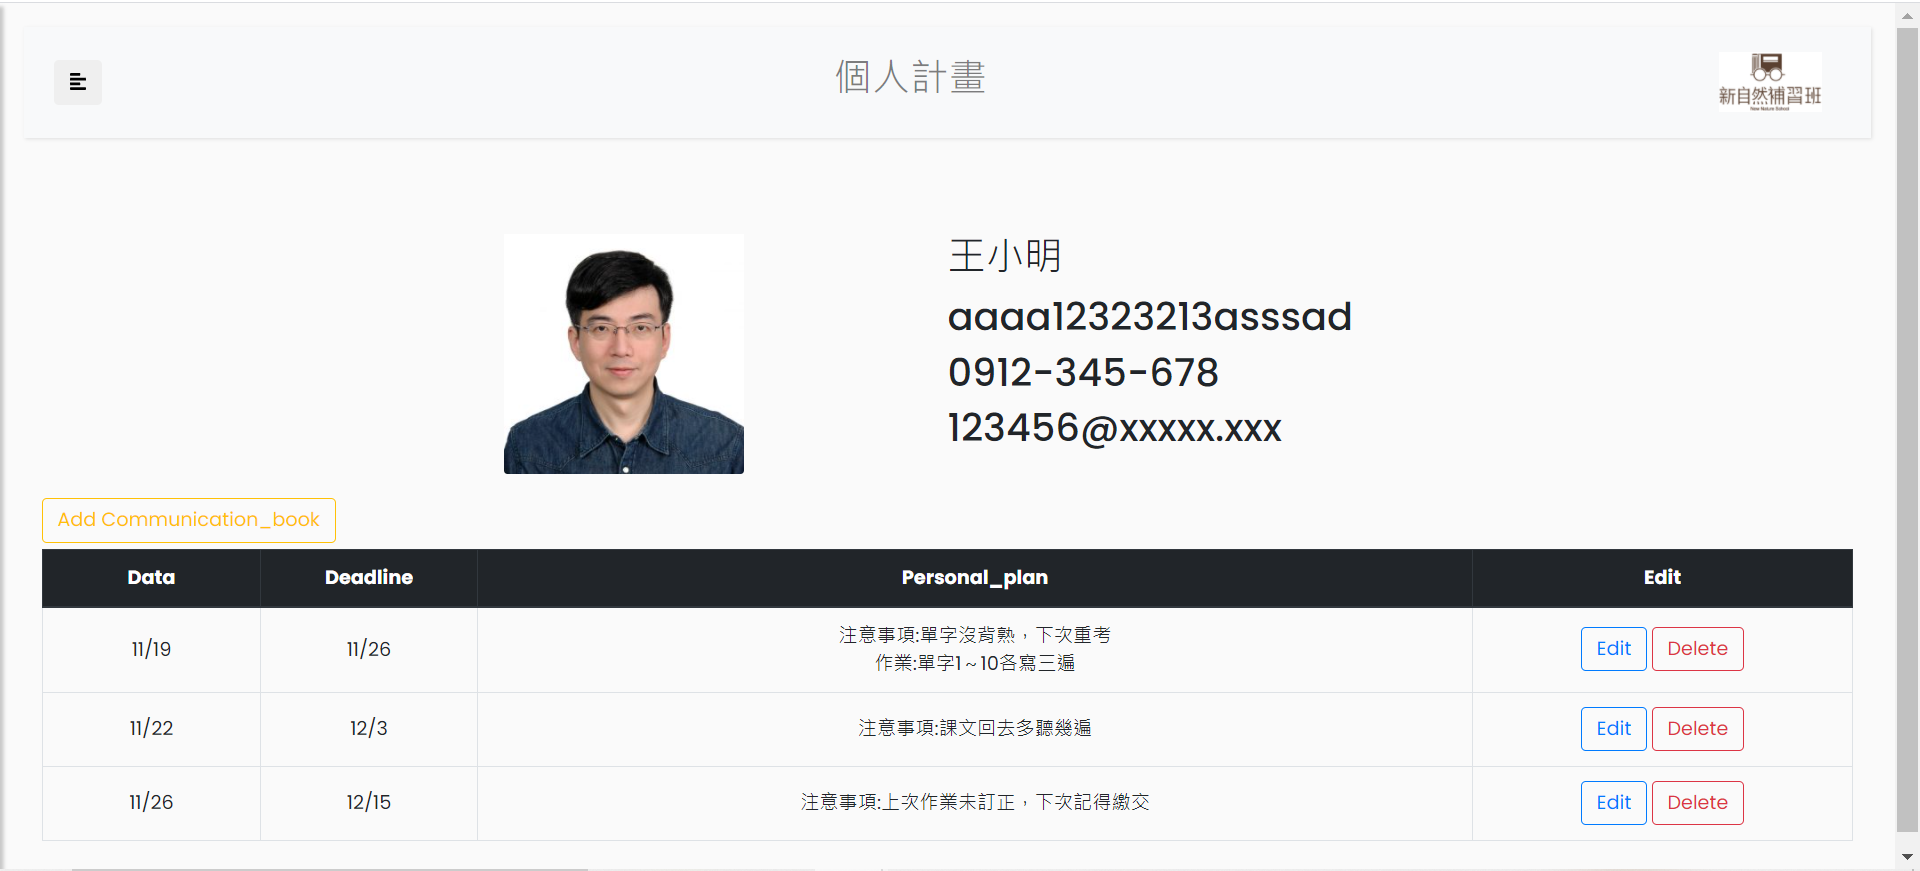 個人計畫
新自然補習班
New Nature School
王小明
aaaa12323213asssad
0912-345-678
123456@xxxxx.xxx
Add Communication_book
Data Deadline Personal_plan Edit
11/19 11/26 注意事項:單字沒背熟，下次重考
作業:單字1~10各寫三遍 Edit Delete
11/22 12/3 注意事項:課文回去多聽幾遍 Edit Delete
11/26 12/15 注意事項:上次作業未訂正，下次記得繳交 Edit Delete